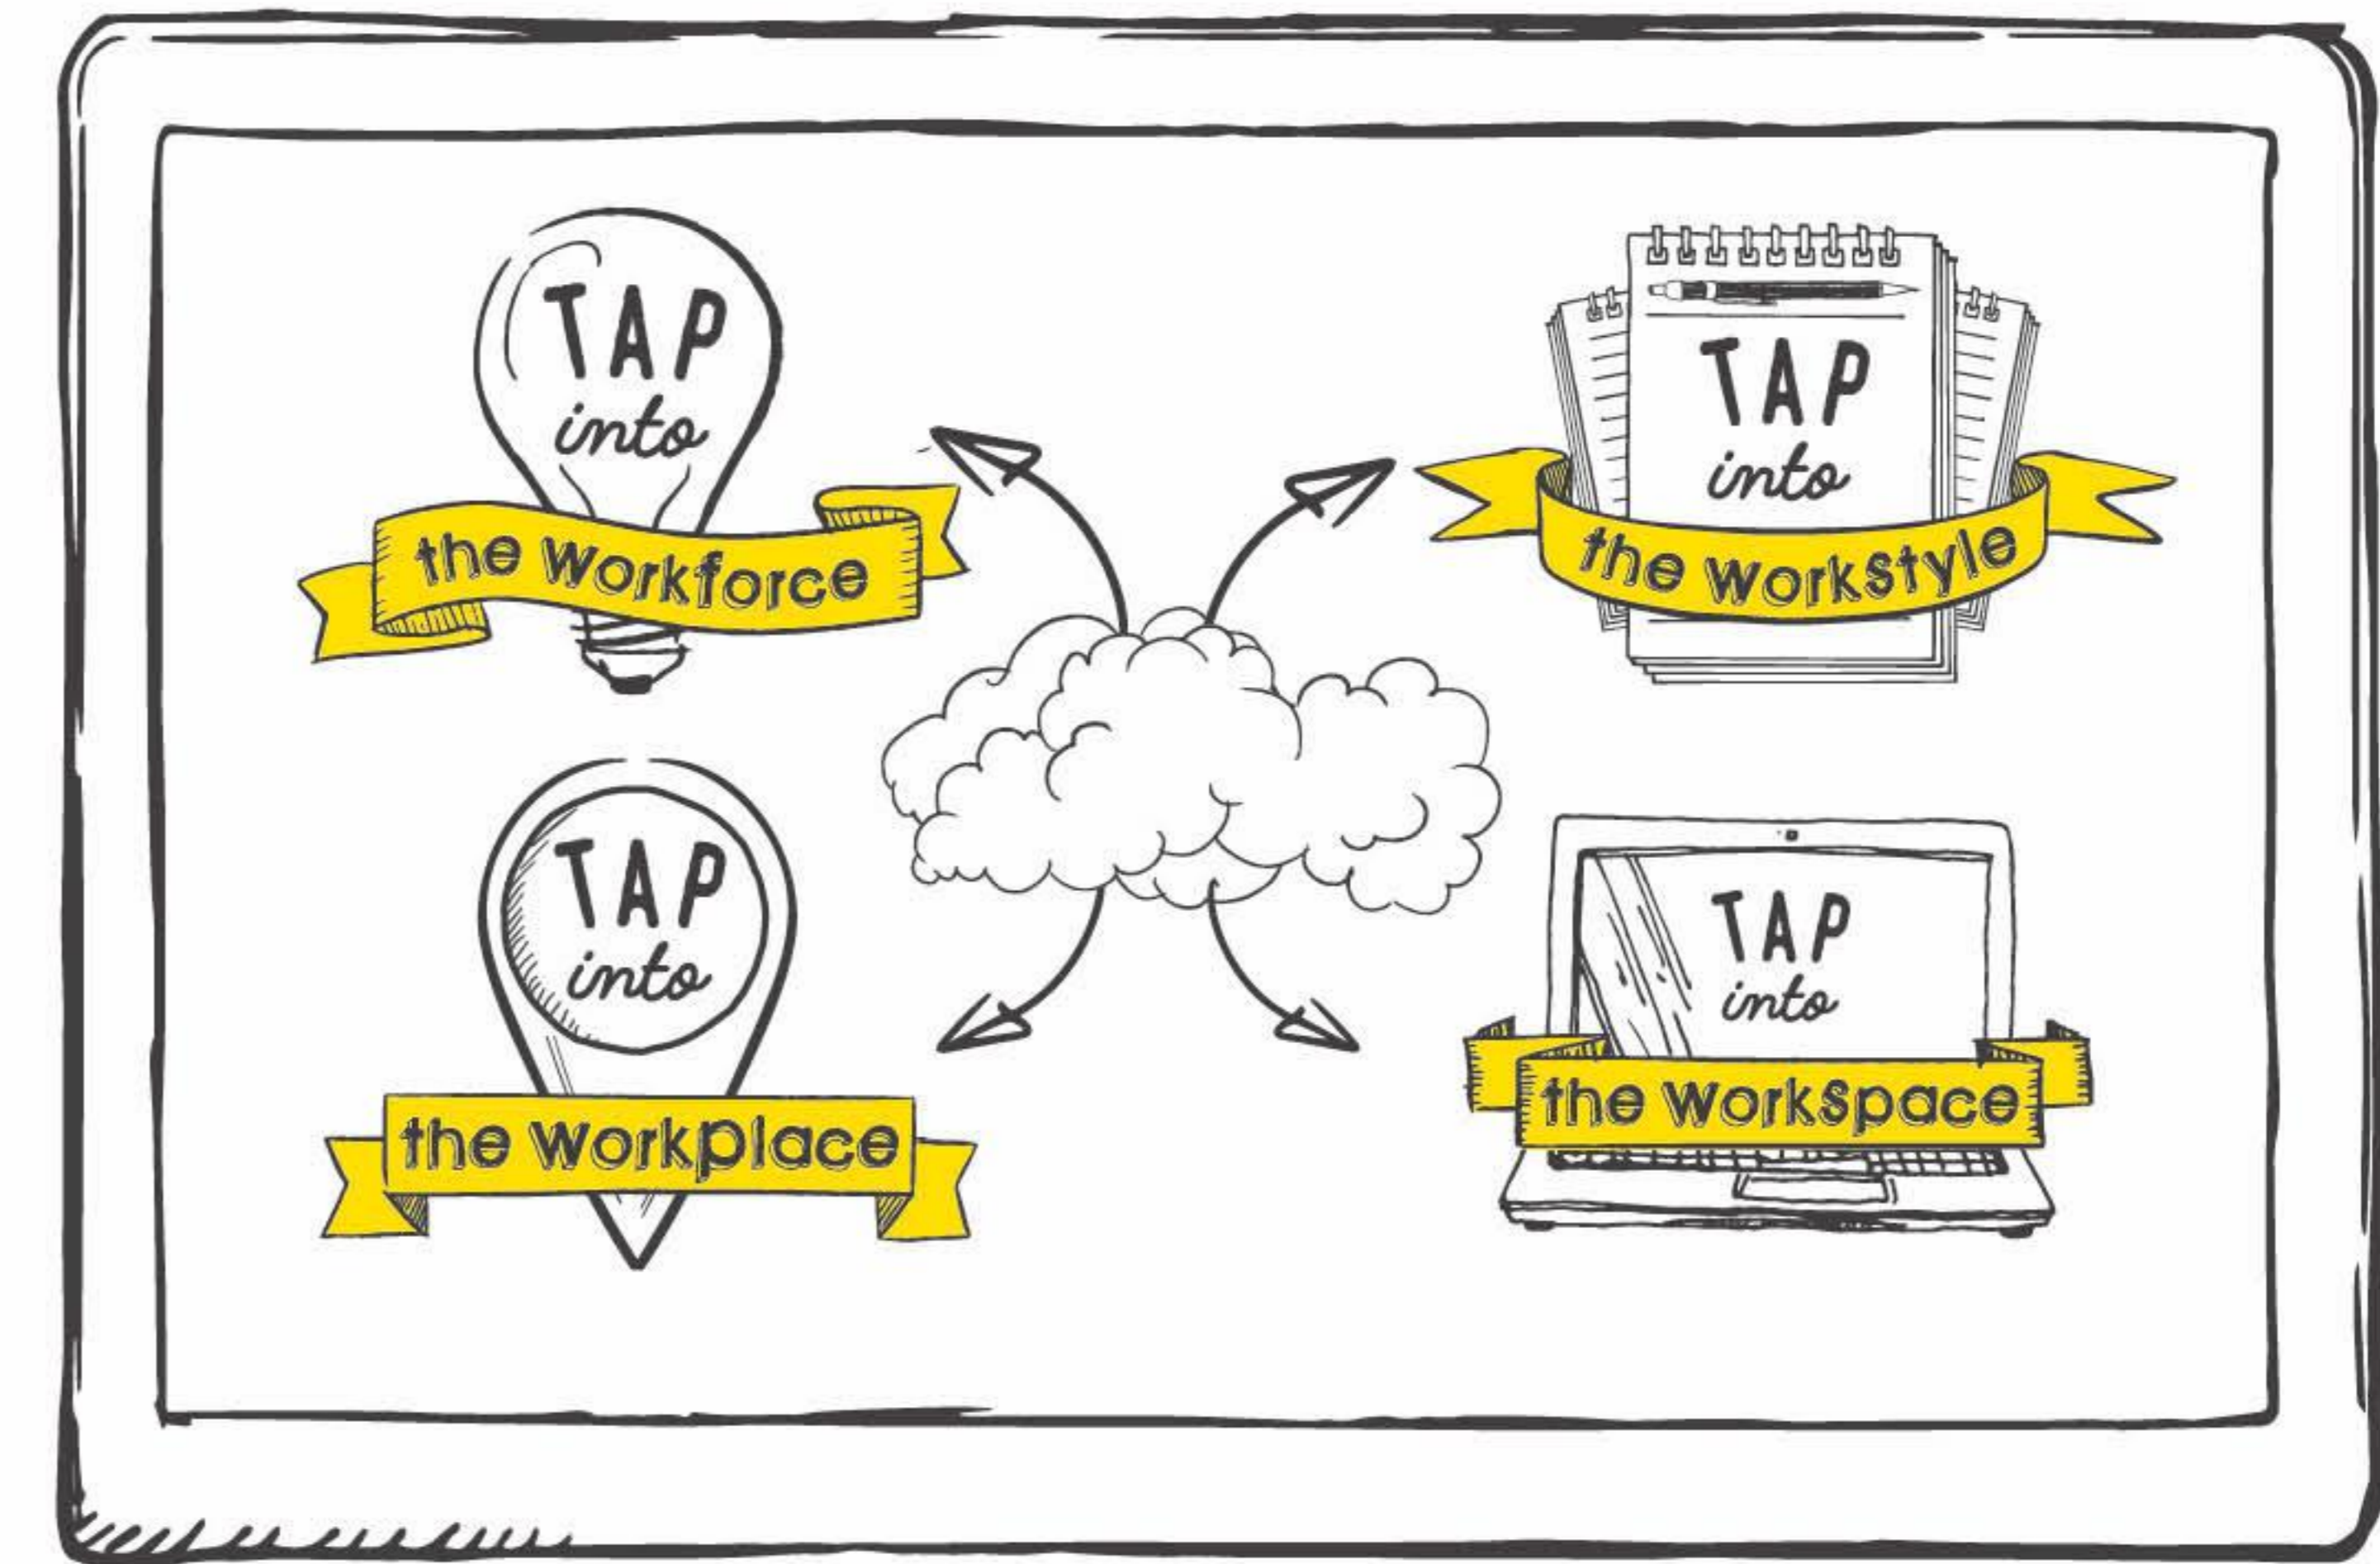 TAP
into
the workforce
TAP
into
the workstyle
TAP
into
the workplace
TAP
into
the workspace